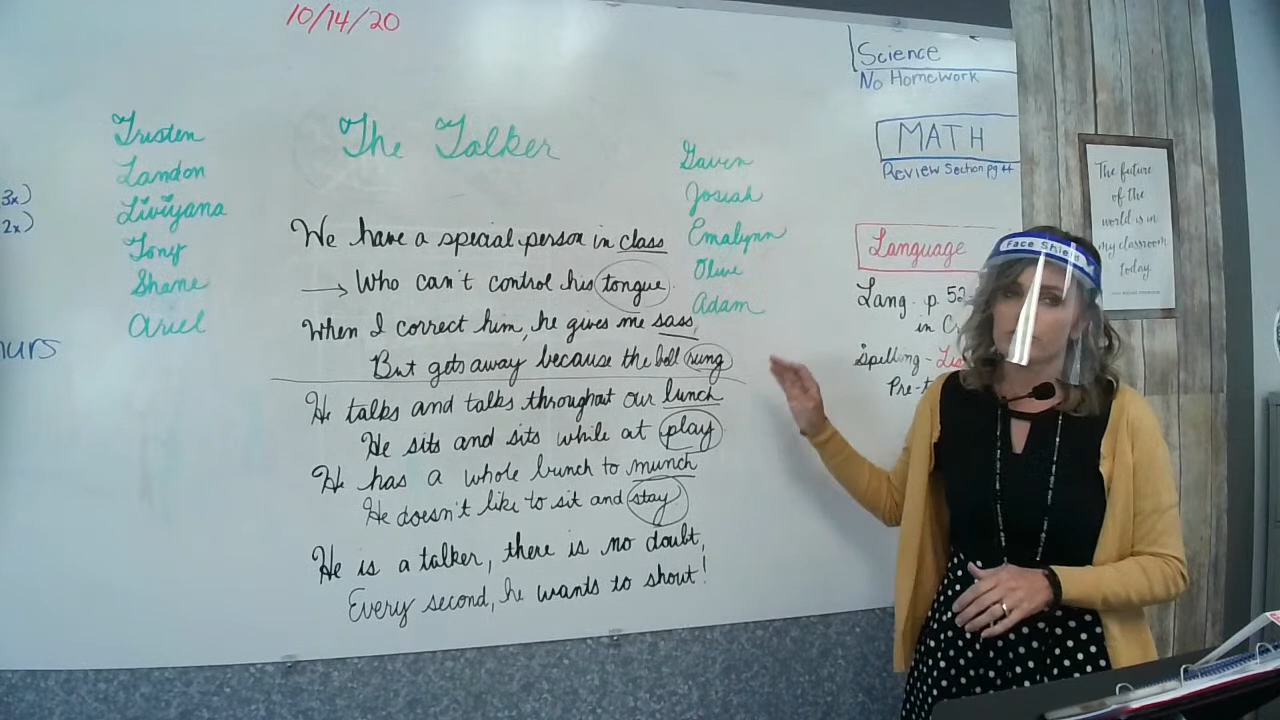 10/14/20
3x)
2x)
hurs
Tristen
Landon
Liviyana
Tony
Shane
Ariel
The Talker
We have a special person in class
Who can't control his tongue.
When I correct him, he gives me sass,
But gets away because the bell rung
He talks and talks throughout our lunch
He sits and sits while at play.
He has a whole bunch to munch
He doesn't like to sit and stay.
He is a talker, there is no doubt,
Every second, he wants to shout!
Gaven
Josiah
Emalynn
Olive
Adam
Science
No Homework
MATH
Review Section pg
Language
Lang. p. 52
in
Spelling -
Pre-t
The future
of the
world is in
my classroom
today.
Face Shield